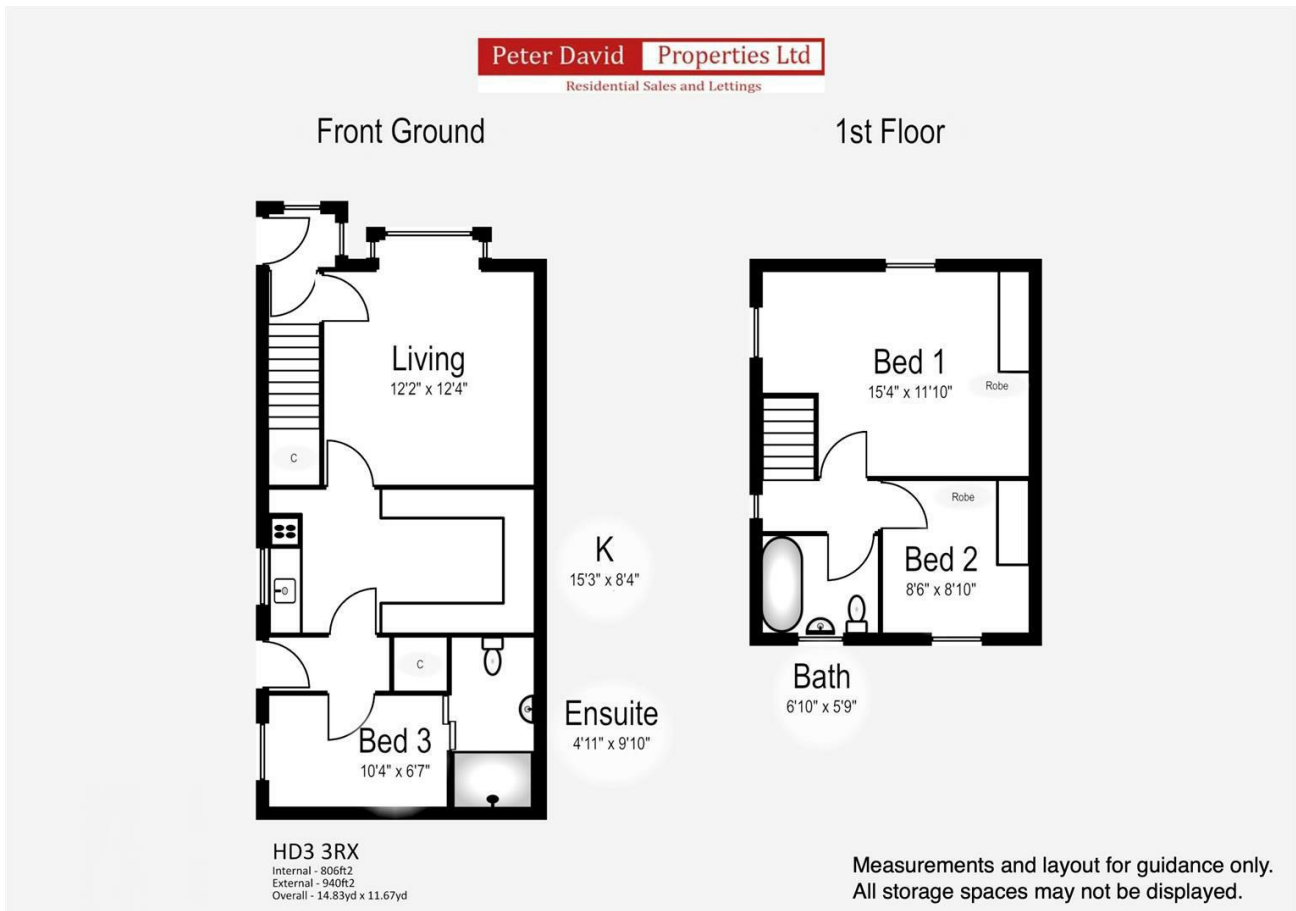 Peter David Properties Ltd
Residential Sales and Lettings
Front Ground
1st Floor
Living
12'2" x 12'4"
C
K
15'3" x 8'4"
C
Ensuite
4'11" x 9'10"
Bed 3
10'4" x 6'7"
Bed 1
15'4" x 11'10"
Robe
Robe
Bed 2
8'6" x 8'10"
Bath
6'10" x 5'9"
HD3 3RX
Internal - 806ft2
External - 940ft2
Overall - 14.83yd x 11.67yd
Measurements and layout for guidance only.
All storage spaces may not be displayed.